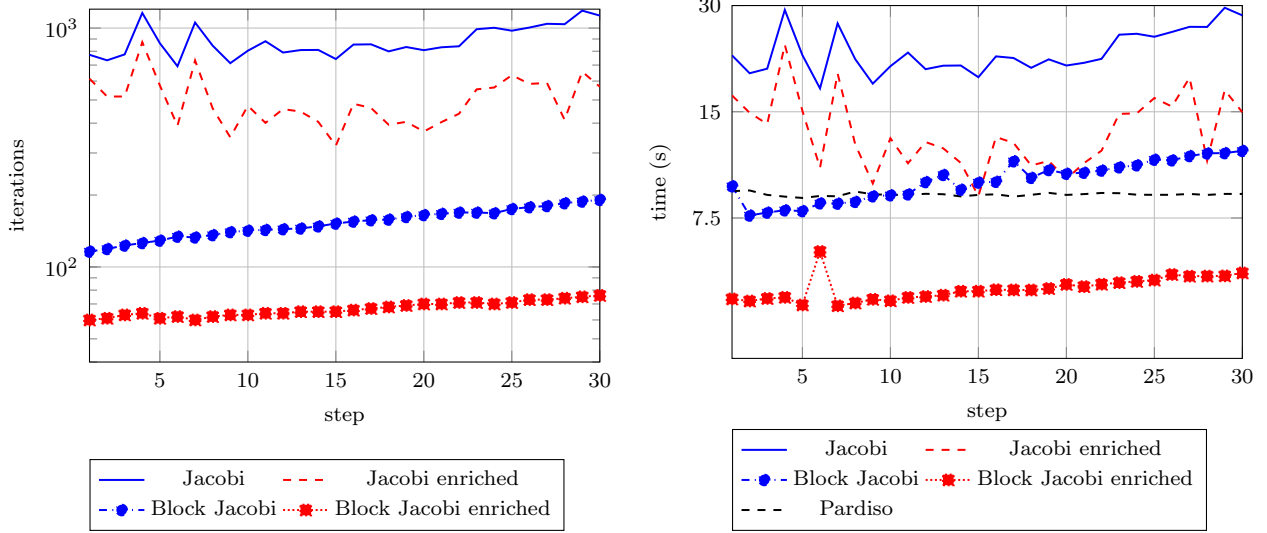 10^3
10^2
iterations
5 10 15 20 25 30
step
Jacobi Jacobi enriched
Block Jacobi Block Jacobi enriched
30
15
7.5
time (s)
5 10 15 20 25 30
step
Jacobi Jacobi enriched
Block Jacobi Block Jacobi enriched
Pardiso